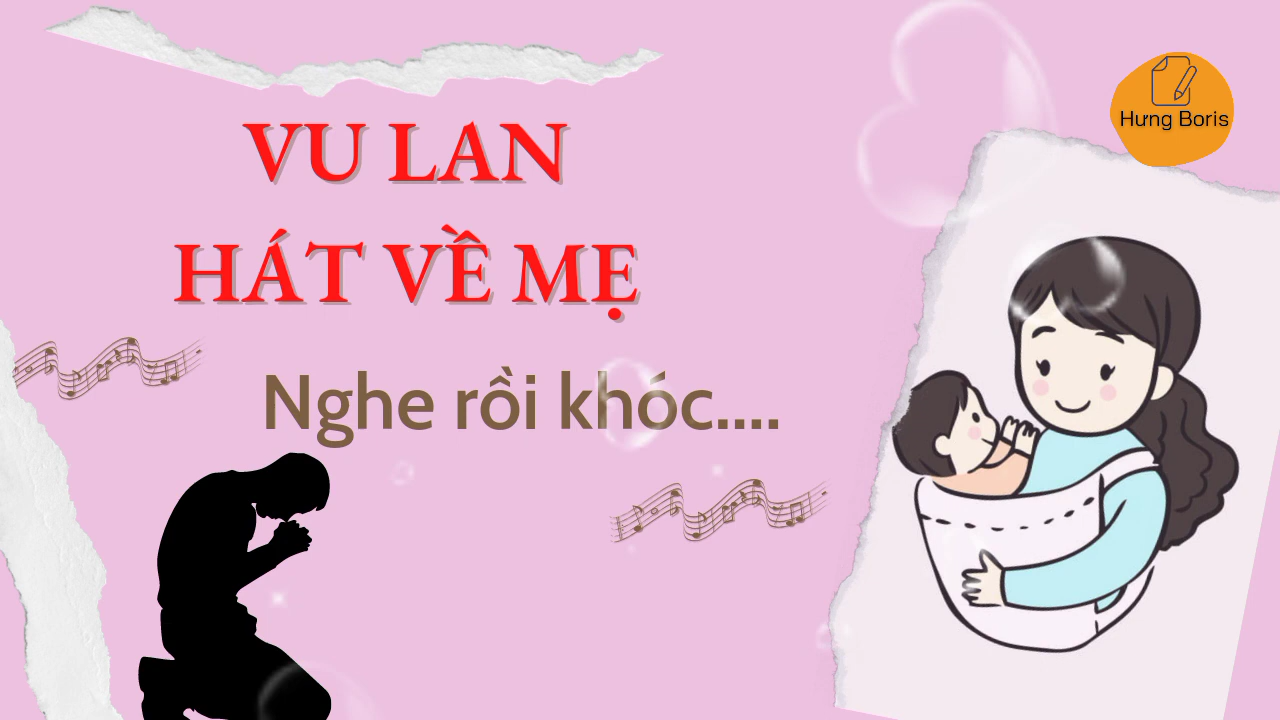 Hưng Boris
VU LAN
HÁT VỀ MẸ
Nghe rồi khóc....